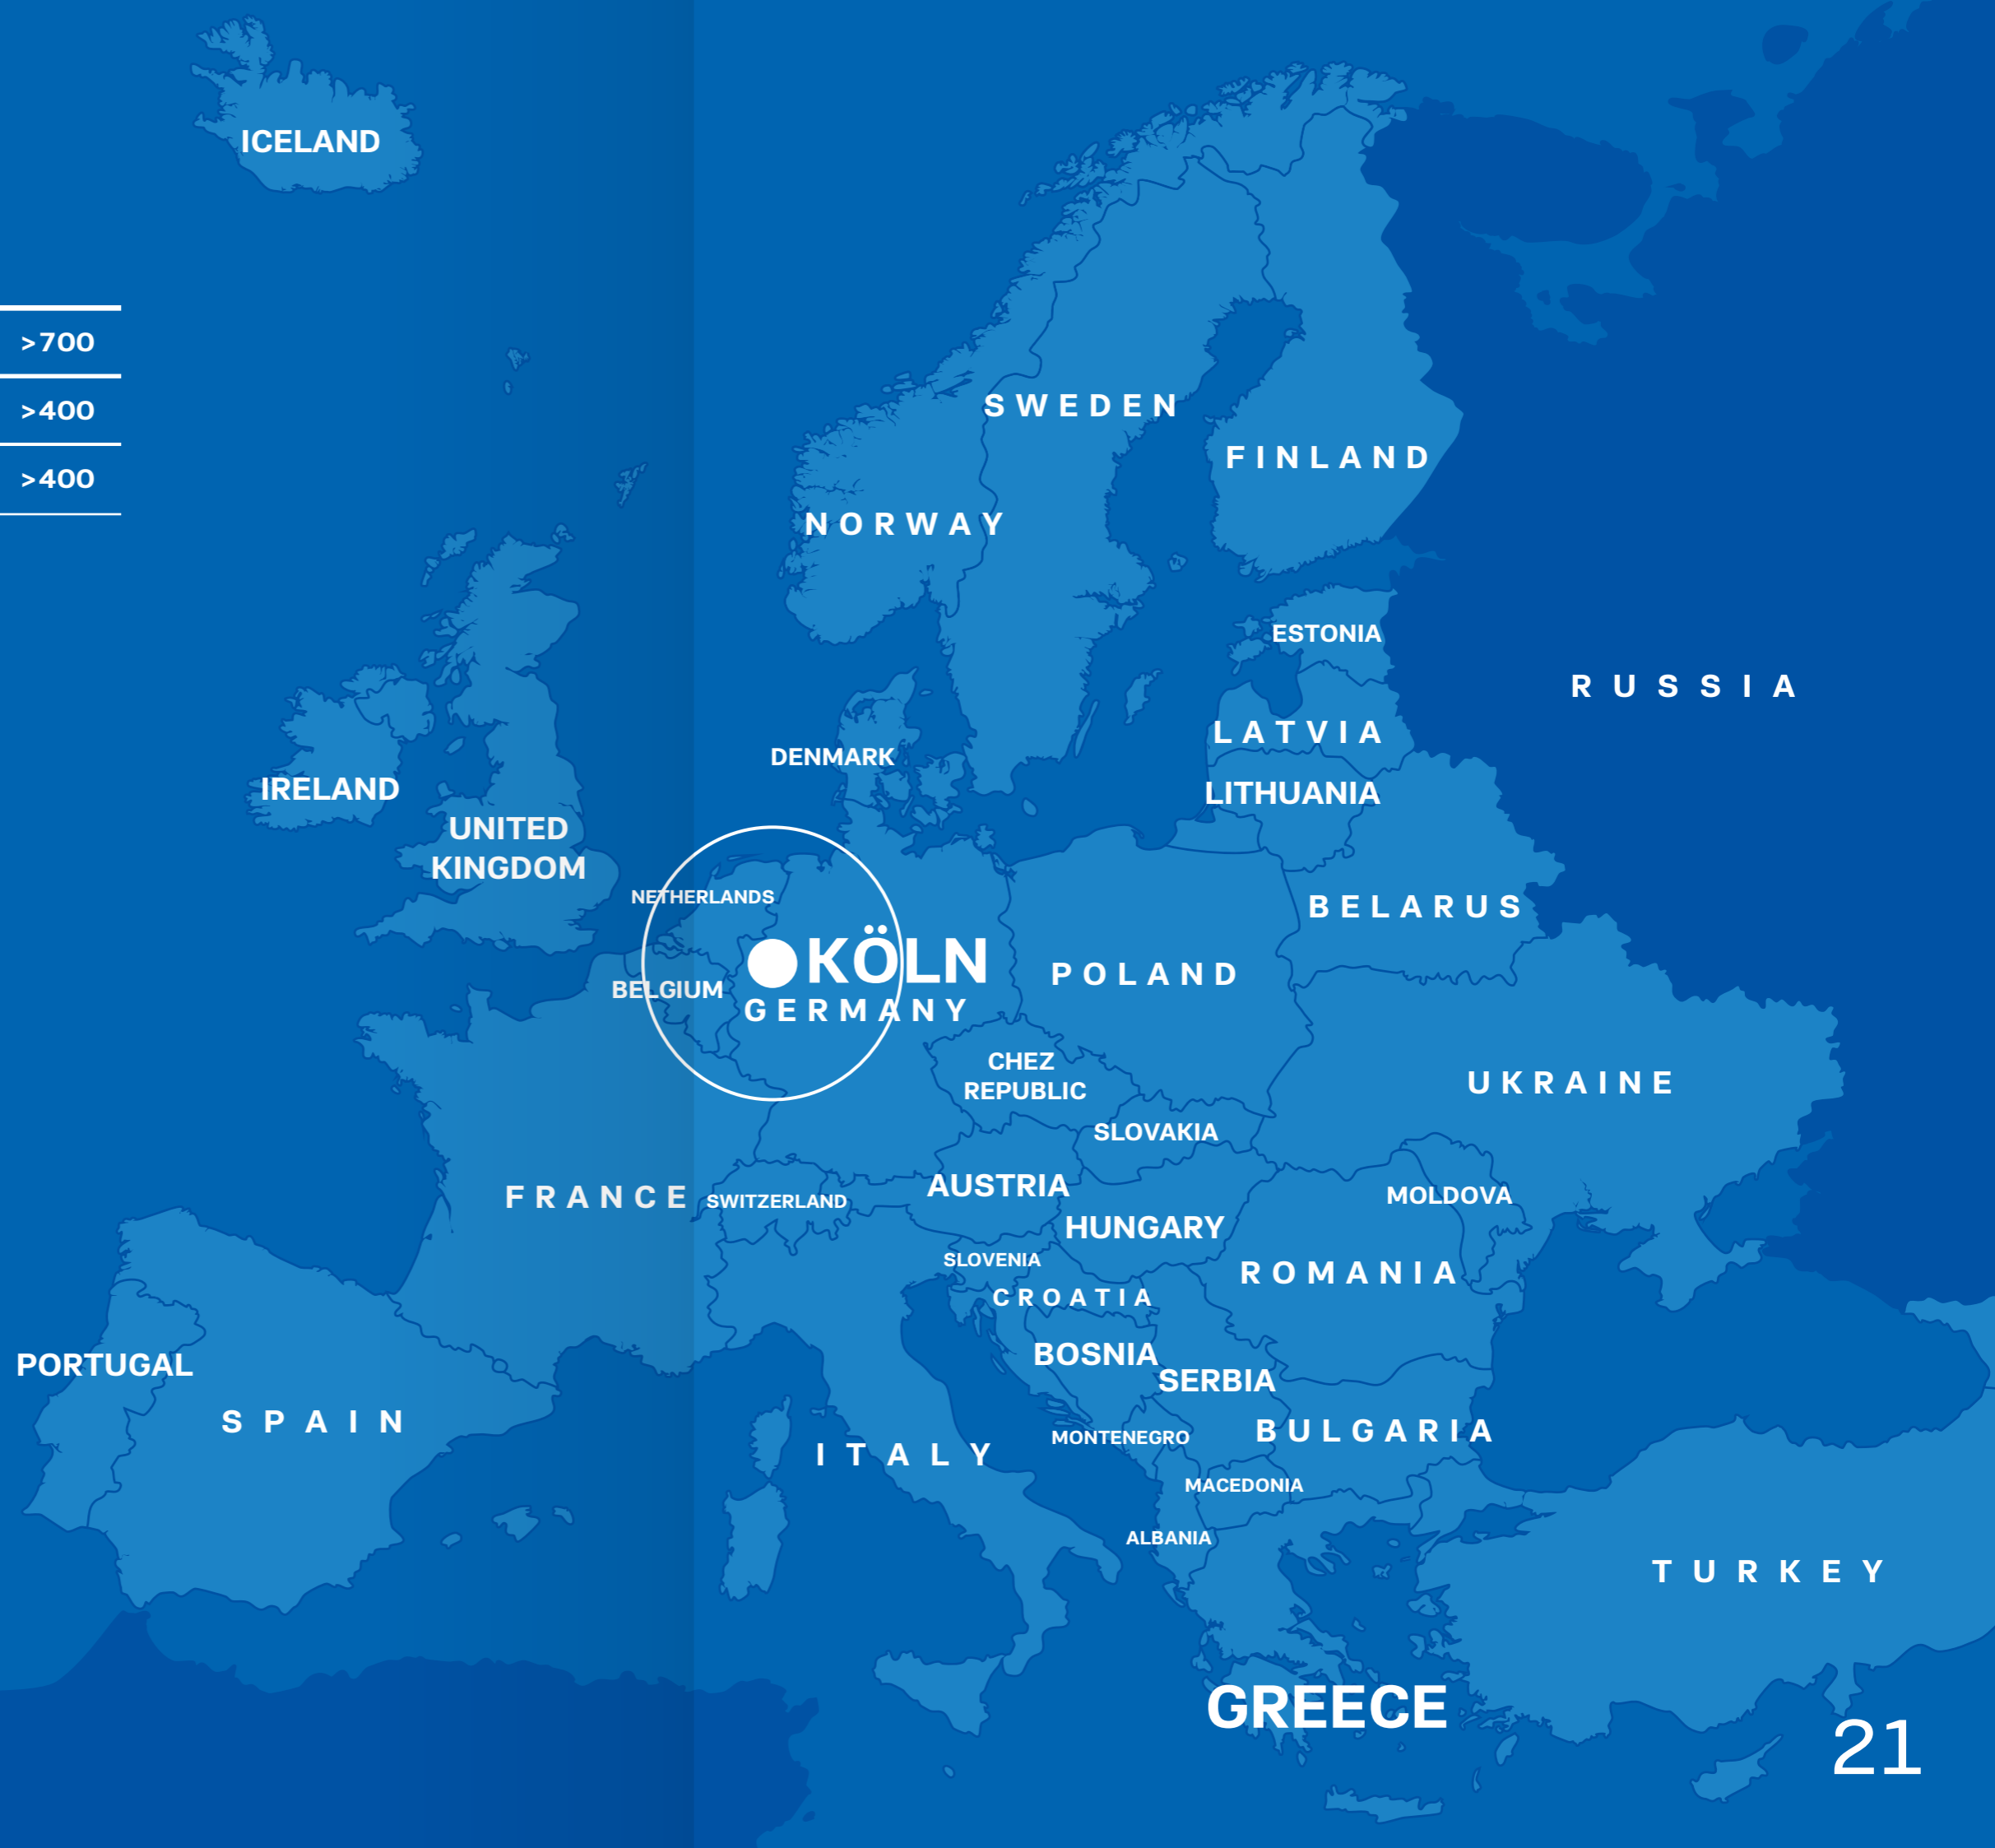 ICELAND
>700
>400
>400
SWEDEN
FINLAND
NORWAY
ESTONIA
RUSSIA
LATVIA
DENMARK
IRELAND
LITHUANIA
UNITED
KINGDOM
NETHERLANDS
BELARUS
KÖLN
POLAND
BELGIUM
GERMANY
CHEZ
REPUBLIC
UKRAINE
SLOVAKIA
AUSTRIA
MOLDOVA
FRANCE
SWITZERLAND
HUNGARY
SLOVENIA
ROMANIA
CROATIA
BOSNIA
PORTUGAL
SERBIA
SPAIN
BULGARIA
MONTENEGRO
ITALY
MACEDONIA
ALBANIA
TURKEY
GREECE
21